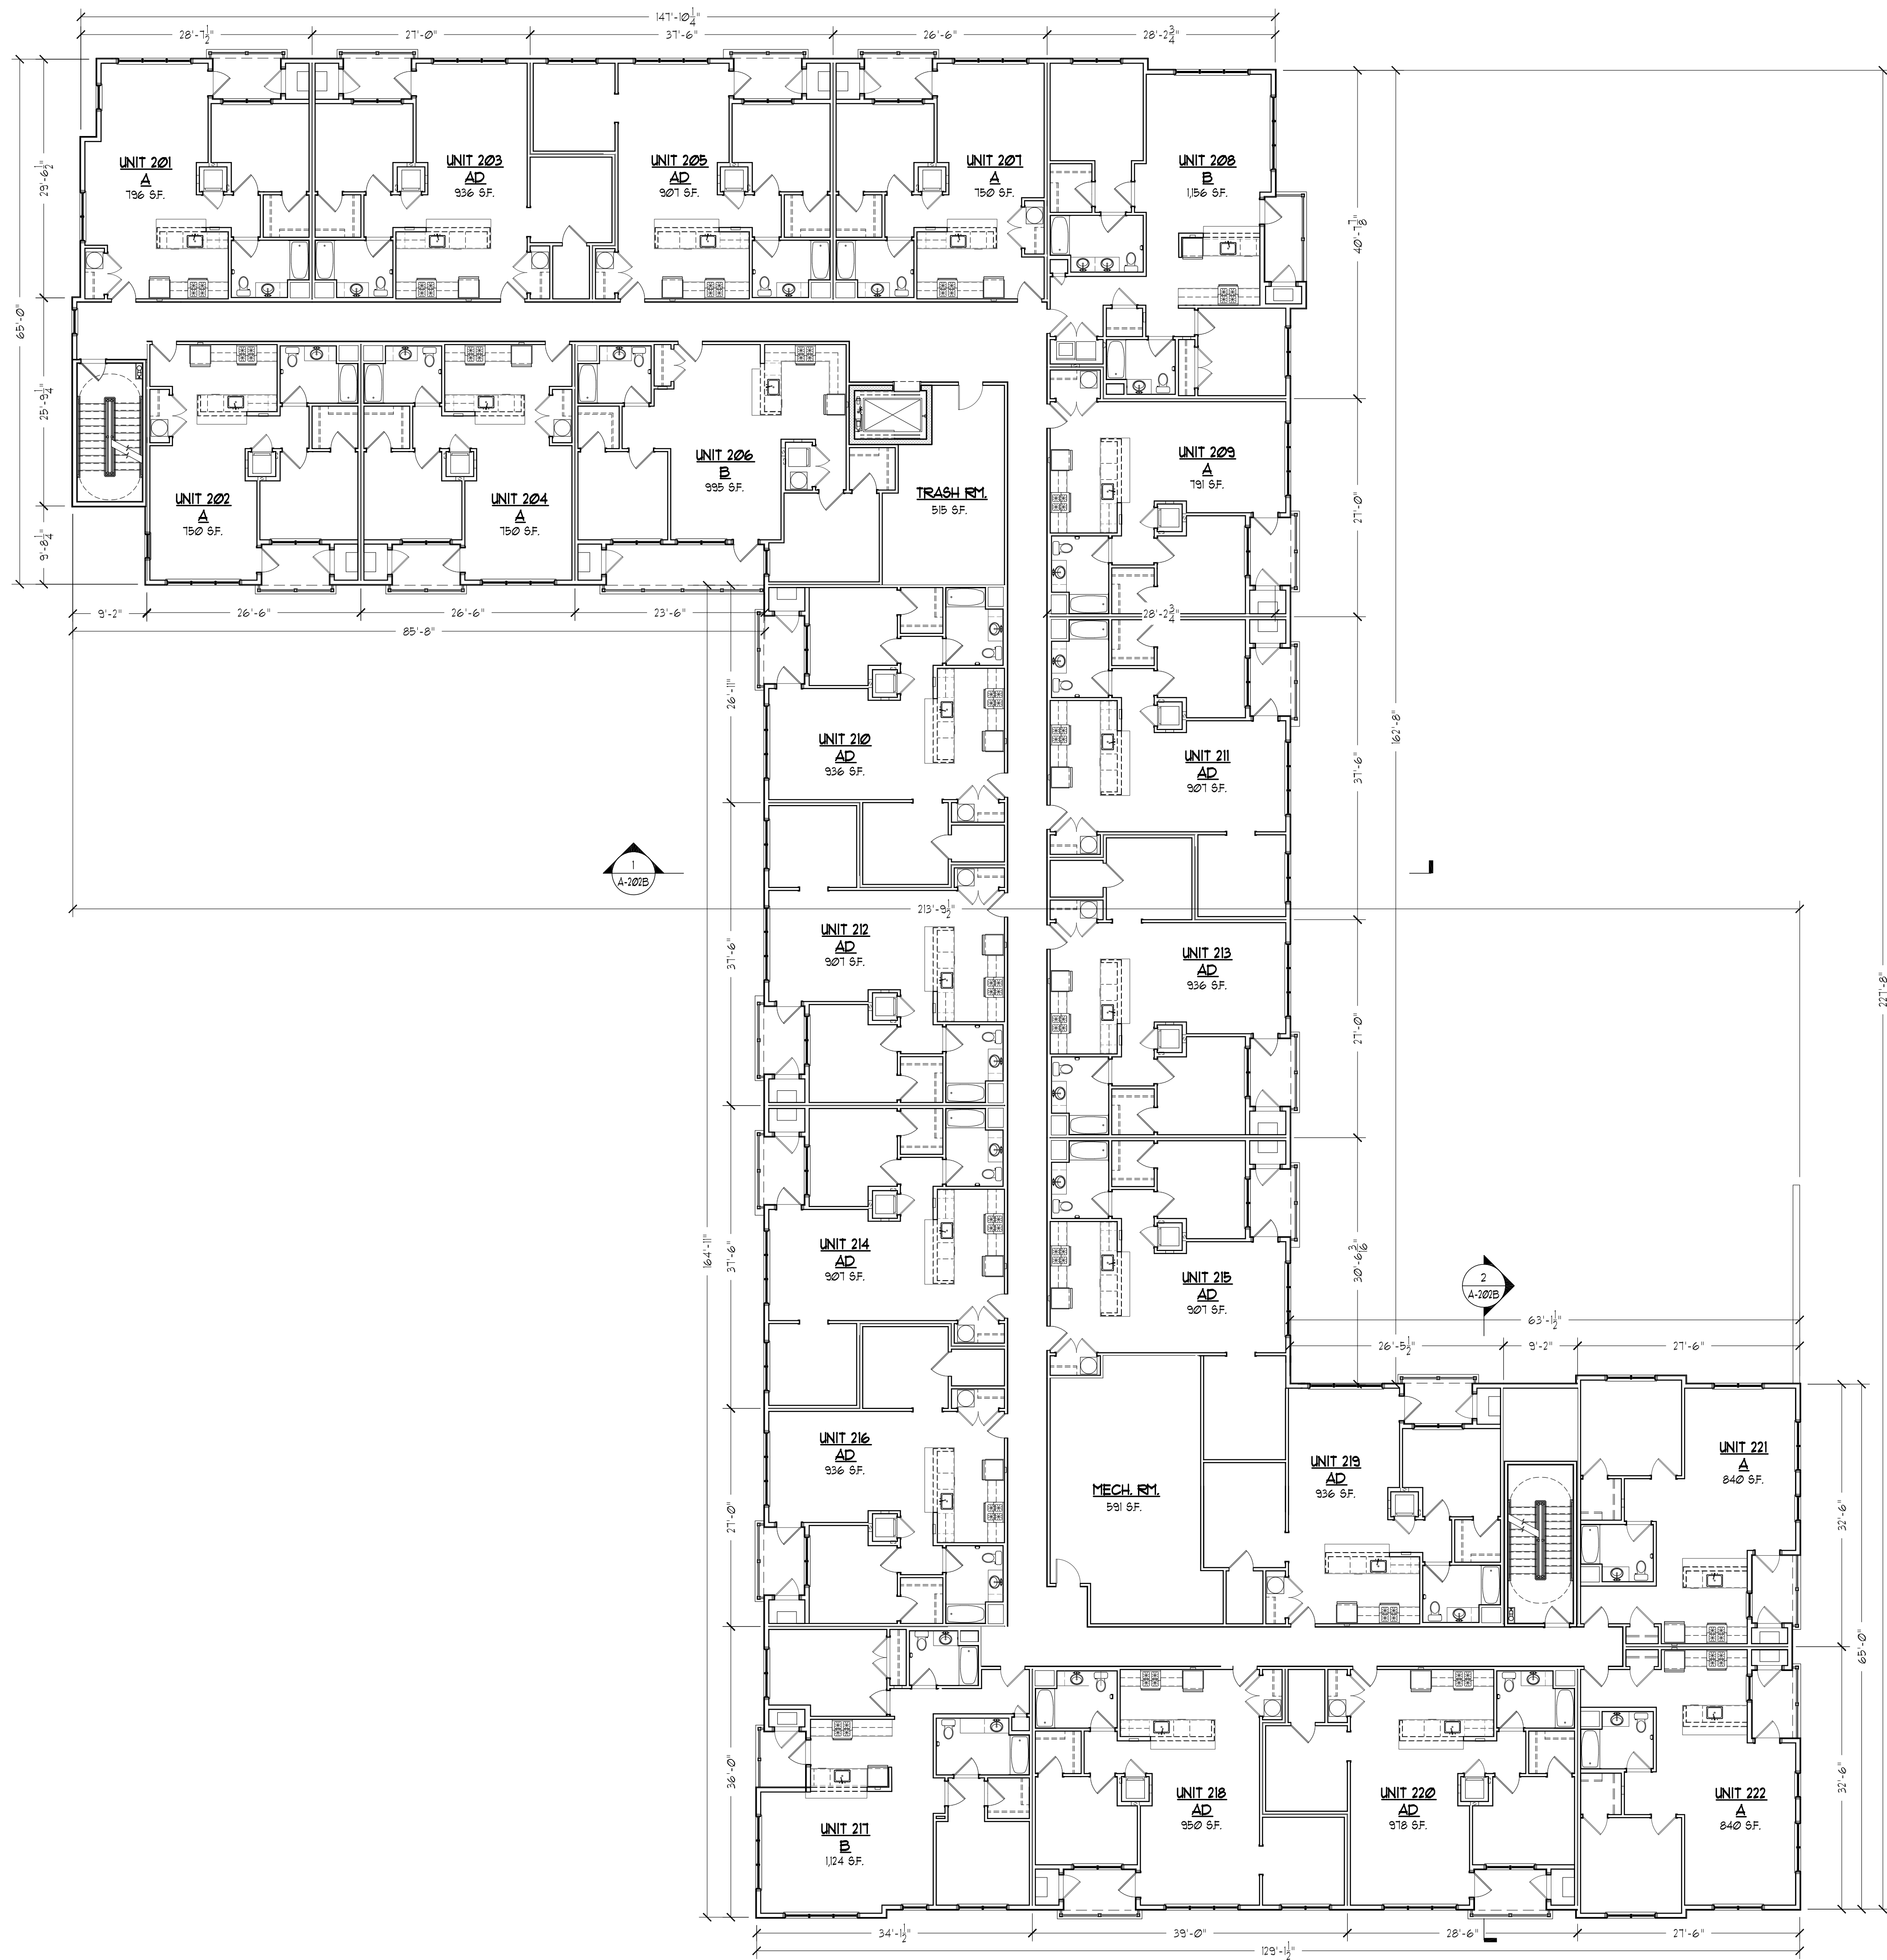 147'-10 1/4"
28'-7 1/2"
27'-0"
37'-6"
26'-6"
28'-2 3/4"
UNIT 201
A
796 S.F.
UNIT 203
AD
936 S.F.
UNIT 205
AD
907 S.F.
UNIT 207
A
750 S.F.
UNIT 208
B
1,156 S.F.
29'-6 1/2"
65'-0"
25'-9 1/4"
9'-8 1/4"
40'-7 7/8"
UNIT 202
A
750 S.F.
UNIT 204
A
750 S.F.
UNIT 206
B
995 S.F.
TRASH RM.
515 S.F.
UNIT 209
A
791 S.F.
27'-0"
9'-2"
26'-6"
26'-6"
23'-6"
28'-2 3/4"
85'-8"
26'-11"
UNIT 210
AD
936 S.F.
UNIT 211
AD
907 S.F.
37'-6"
162'-8"
1
A-202B
213'-9 1/2"
UNIT 212
AD
907 S.F.
37'-6"
UNIT 213
AD
936 S.F.
27'-0"
227'-8"
164'-11"
UNIT 214
AD
907 S.F.
37'-6"
UNIT 215
AD
907 S.F.
30'-6 3/16"
2
A-202B
63'-1 1/2"
26'-5 1/2"
9'-2"
27'-6"
UNIT 216
AD
936 S.F.
27'-0"
MECH. RM.
591 S.F.
UNIT 219
AD
936 S.F.
UNIT 221
A
840 S.F.
32'-6"
65'-0"
36'-0"
UNIT 217
B
1,124 S.F.
UNIT 218
AD
950 S.F.
UNIT 220
AD
978 S.F.
UNIT 222
A
840 S.F.
32'-6"
34'-1 1/2"
39'-0"
28'-6"
27'-6"
129'-1 1/2"